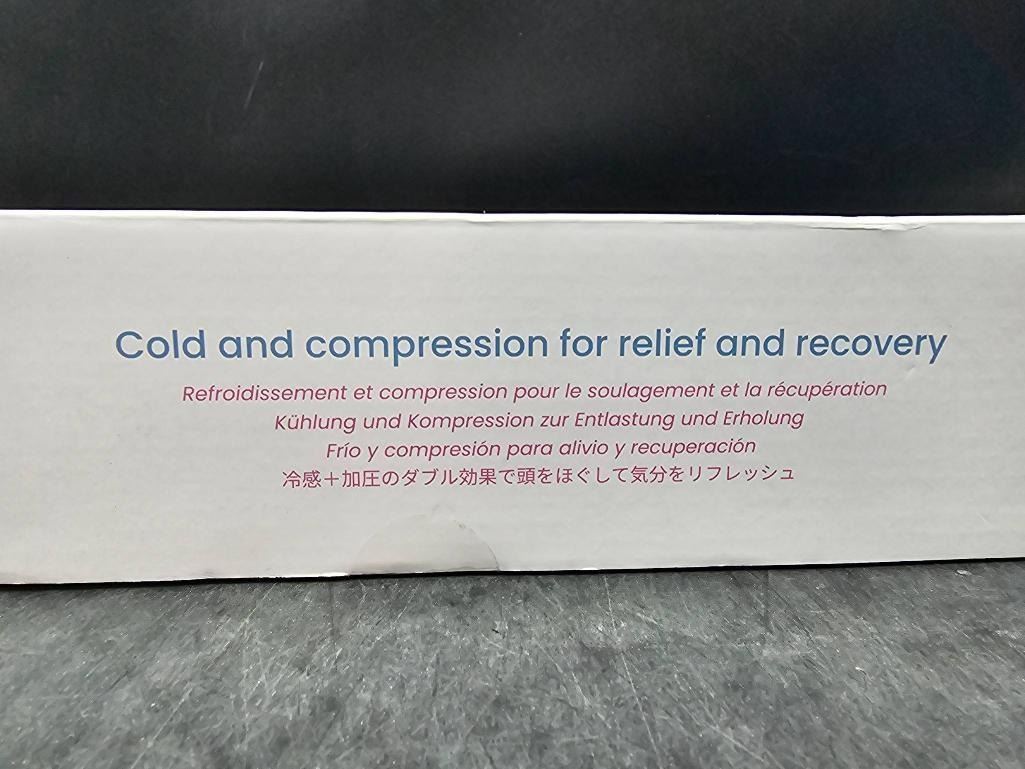 Cold and compression for relief and recovery
Refroidissement et compression pour le soulagement et la récupération
Kühlung und Kompression zur Entlastung und Erholung
Frío y compresión para alivio y recuperación
冷感＋加圧のダブル効果で頭をほぐして気分をリフレッシュ